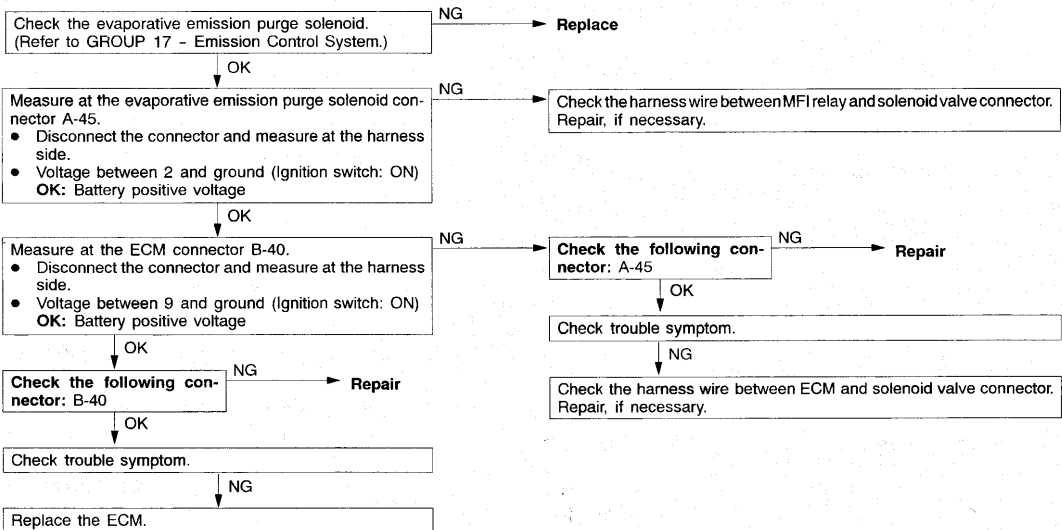 Check the evaporative emission purge solenoid.
(Refer to GROUP 17 - Emission Control System.)
NG
Replace
OK
Measure at the evaporative emission purge solenoid con-
nector A-45.
● Disconnect the connector and measure at the harness
side.
● Voltage between 2 and ground (Ignition switch: ON)
OK: Battery positive voltage
NG
Check the harness wire between MFI relay and solenoid valve connector.
Repair, if necessary.
OK
Measure at the ECM connector B-40.
● Disconnect the connector and measure at the harness
side.
● Voltage between 9 and ground (Ignition switch: ON)
OK: Battery positive voltage
NG
Check the following con-
nector: A-45
NG
Repair
OK
Check trouble symptom.
NG
Check the harness wire between ECM and solenoid valve connector.
Repair, if necessary.
OK
Check the following con-
nector: B-40
NG
Repair
OK
Check trouble symptom.
NG
Replace the ECM.